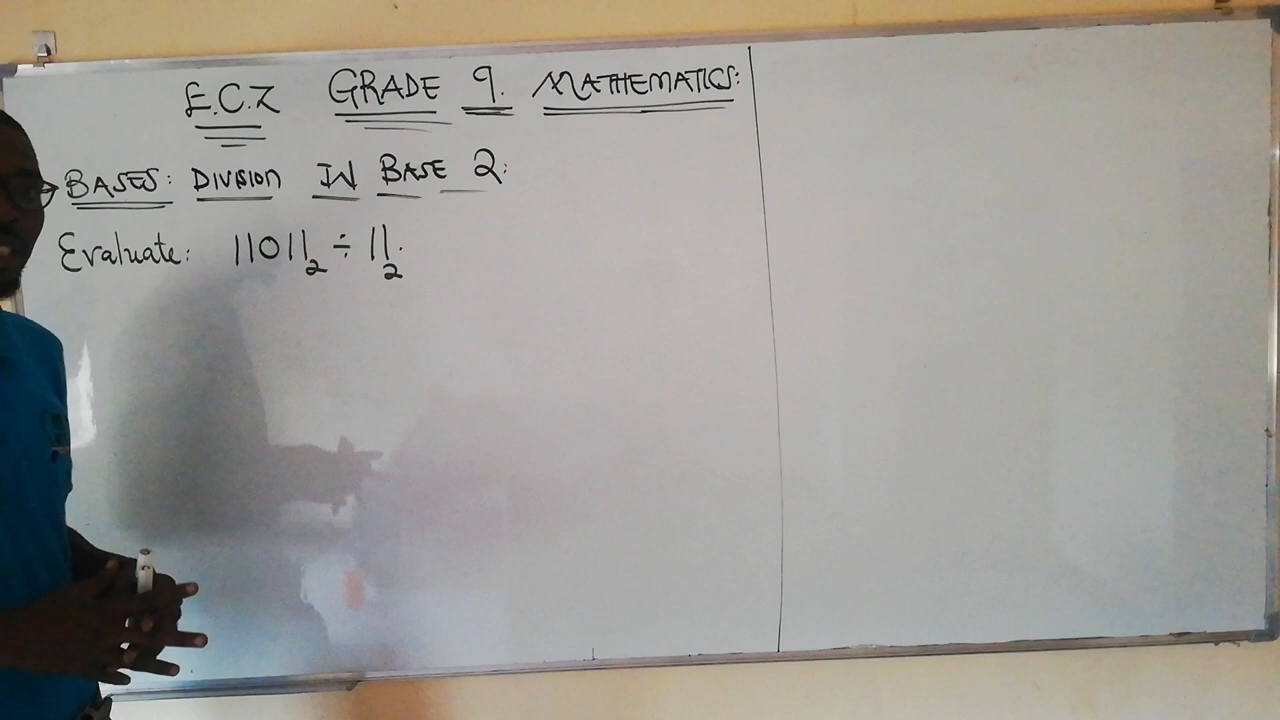 E.C.Z GRADE 9. MATHEMATICS:
BASES: DIVISION IN BASE 2:
Evaluate: 11011₂ ÷ 11₂.